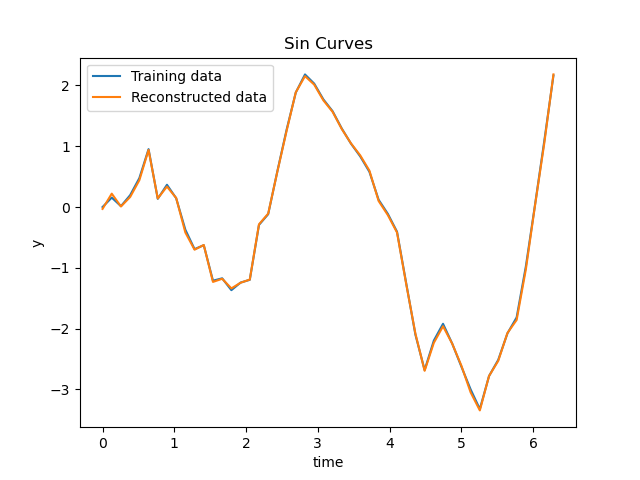 Sin Curves
Training data
Reconstructed data
2
1
0
−1
−2
−3
y
0 1 2 3 4 5 6
time